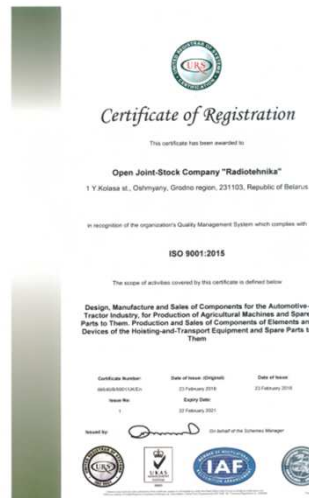 URS
Certificate of Registration
This certificate has been awarded to
Open Joint-Stock Company "Radiotehnika"
1 Y.Kolasa st., Oshmyany, Grodno region, 231103, Republic of Belarus
in recognition of the organization's Quality Management System which complies with
ISO 9001:2015
The scope of activities covered by this certificate is defined below
Design, Manufacture and Sales of Components for the Automotive-
Tractor Industry, for Production of Agricultural Machines and Spare
Parts to Them. Production and Sales of Components of Elements an
Devices of the Hoisting-and-Transport Equipment and Spare Parts t
Them
Certificate Number: Date of Issue: (Original) Date of Issue:
23 February 2018 23 February 2018
Issue No: Expiry Date:
1 22 February 2021
Issued by: On behalf of the Schemes Manager
URS UKAS IAF